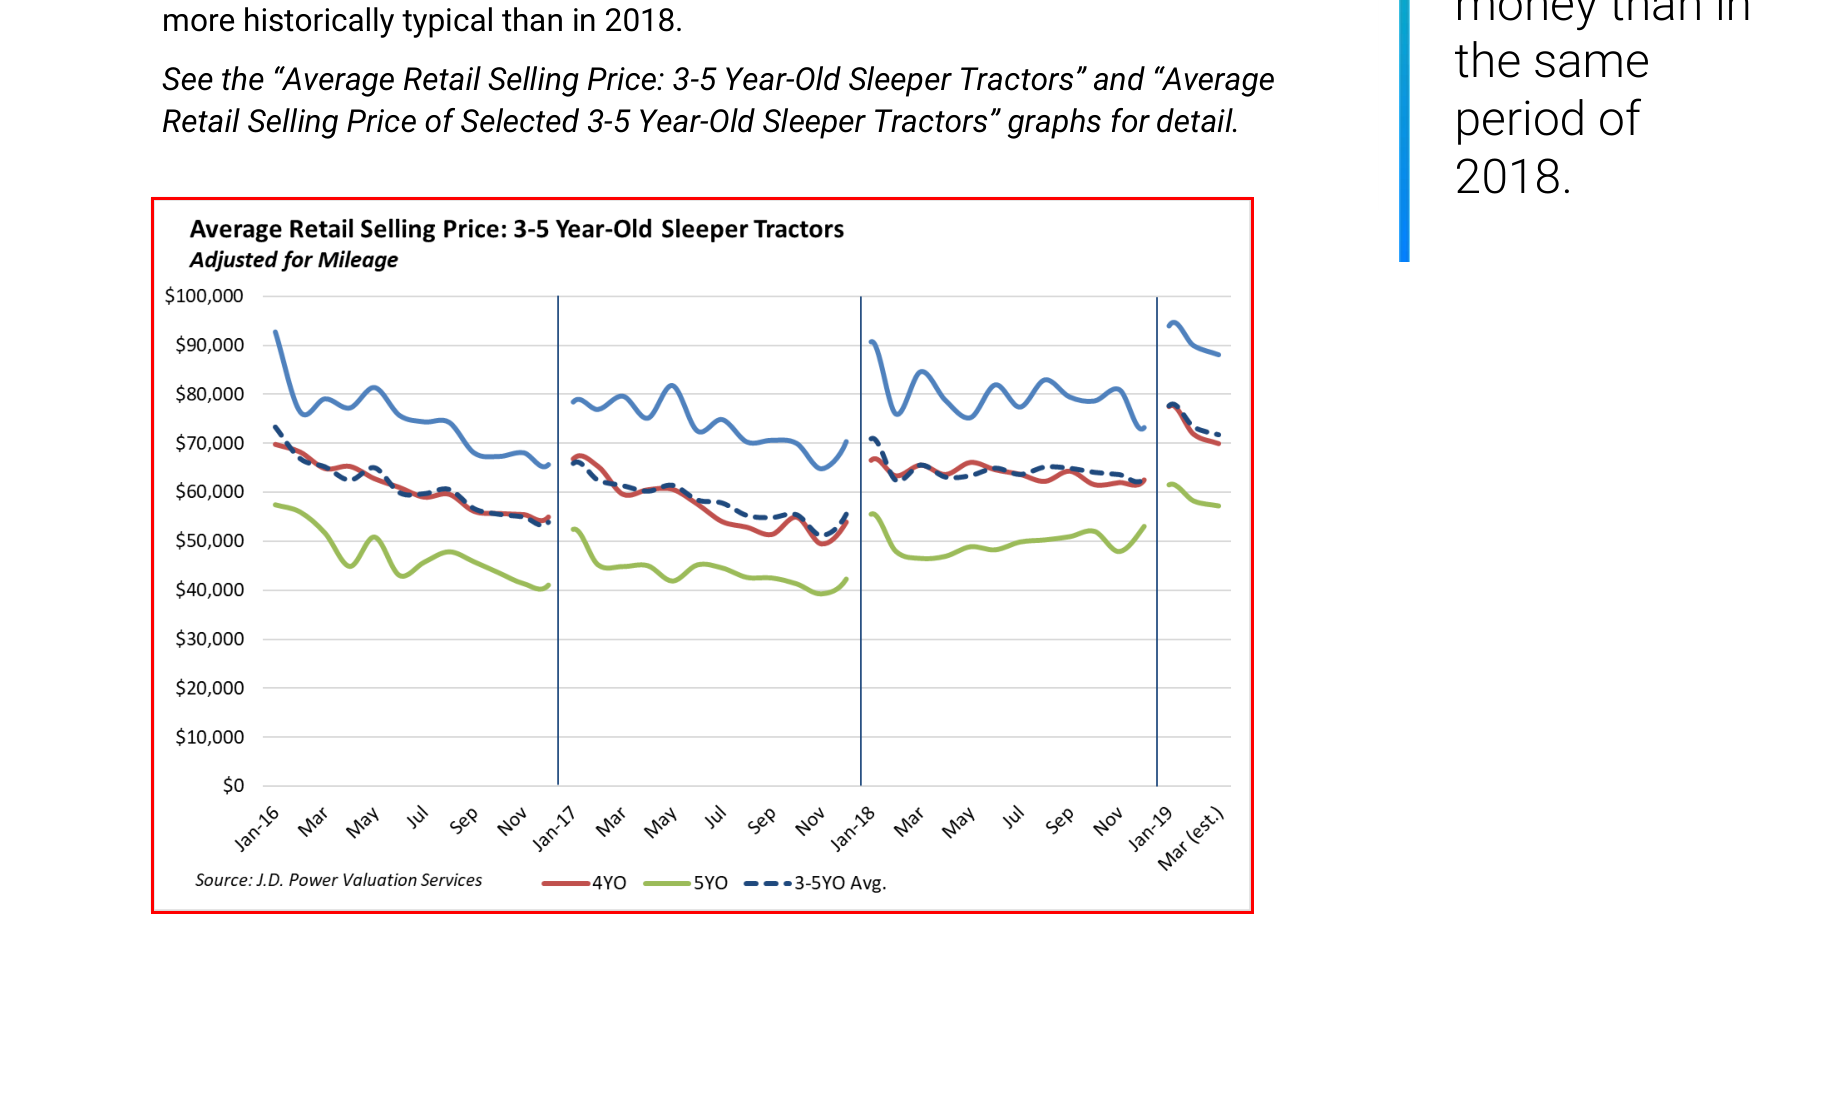 more historically typical than in 2018.
See the “Average Retail Selling Price: 3-5 Year-Old Sleeper Tractors” and “Average
Retail Selling Price of Selected 3-5 Year-Old Sleeper Tractors” graphs for detail.
money than in
the same
period of
2018.
Average Retail Selling Price: 3-5 Year-Old Sleeper Tractors
Adjusted for Mileage
$100,000
$90,000
$80,000
$70,000
$60,000
$50,000
$40,000
$30,000
$20,000
$10,000
$0
Jan-16 Mar May Jul Sep Nov Jan-17 Mar May Jul Sep Nov Jan-18 Mar May Jul Sep Nov Jan-19 Mar (est.)
Source: J.D. Power Valuation Services 4YO 5YO 3-5YO Avg.